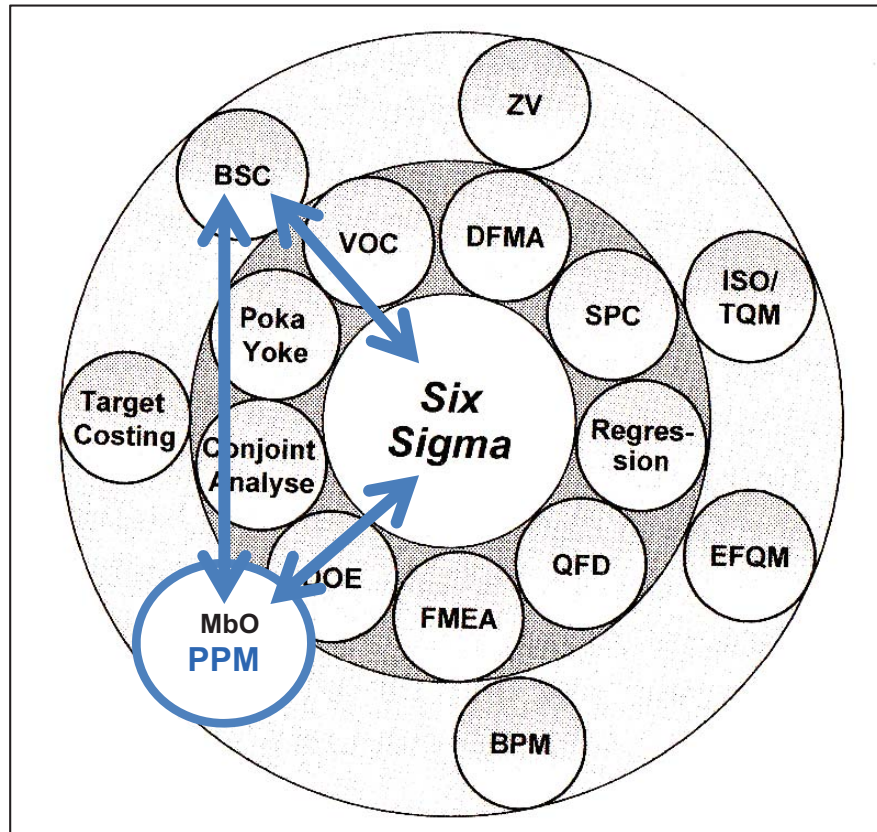 ZV
BSC
VOC
DFMA
ISO/
TQM
Poka
Yoke
SPC
Six
Sigma
Target
Costing
Conjoint
Analyse
Regres-
sion
DOE
QFD
EFQM
FMEA
MbO
PPM
BPM